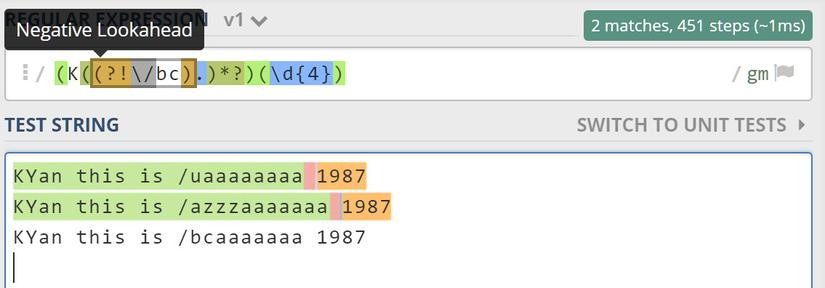 REGULAR EXPRESSION v1
Negative Lookahead
2 matches, 451 steps (~1ms)
/ (K((?!\/bc).)*?)(\d{4}) / gm
TEST STRING SWITCH TO UNIT TESTS
KYan this is /uaaaaaaaa 1987
KYan this is /azzzaaaaaaa 1987
KYan this is /bcaaaaaaa 1987